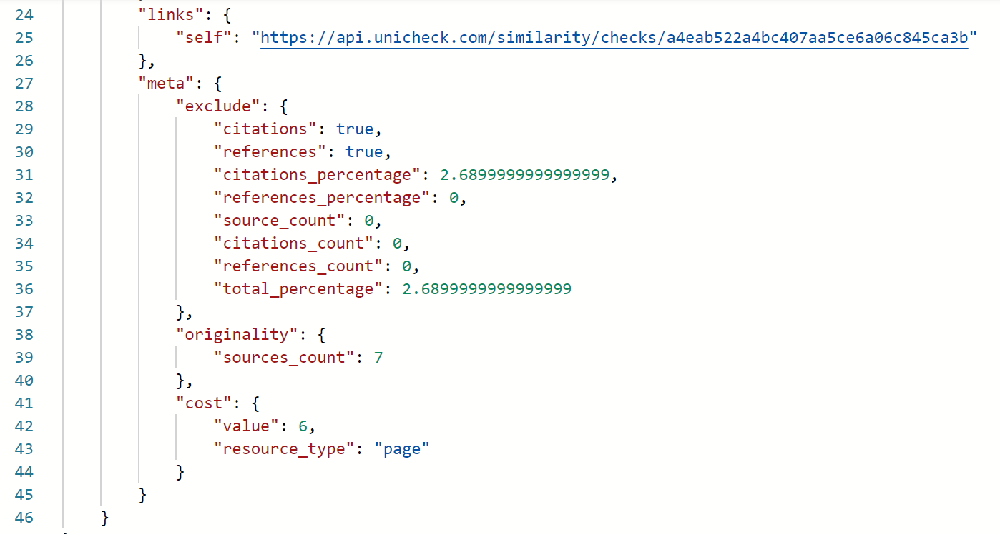 24 "links": {
25 "self": "https://api.unicheck.com/similarity/checks/a4eab522a4bc407aa5ce6a06c845ca3b"
26 },
27 "meta": {
28 "exclude": {
29 "citations": true,
30 "references": true,
31 "citations_percentage": 2.6899999999999999,
32 "references_percentage": 0,
33 "source_count": 0,
34 "citations_count": 0,
35 "references_count": 0,
36 "total_percentage": 2.6899999999999999
37 },
38 "originality": {
39 "sources_count": 7
40 },
41 "cost": {
42 "value": 6,
43 "resource_type": "page"
44 }
45 }
46 }